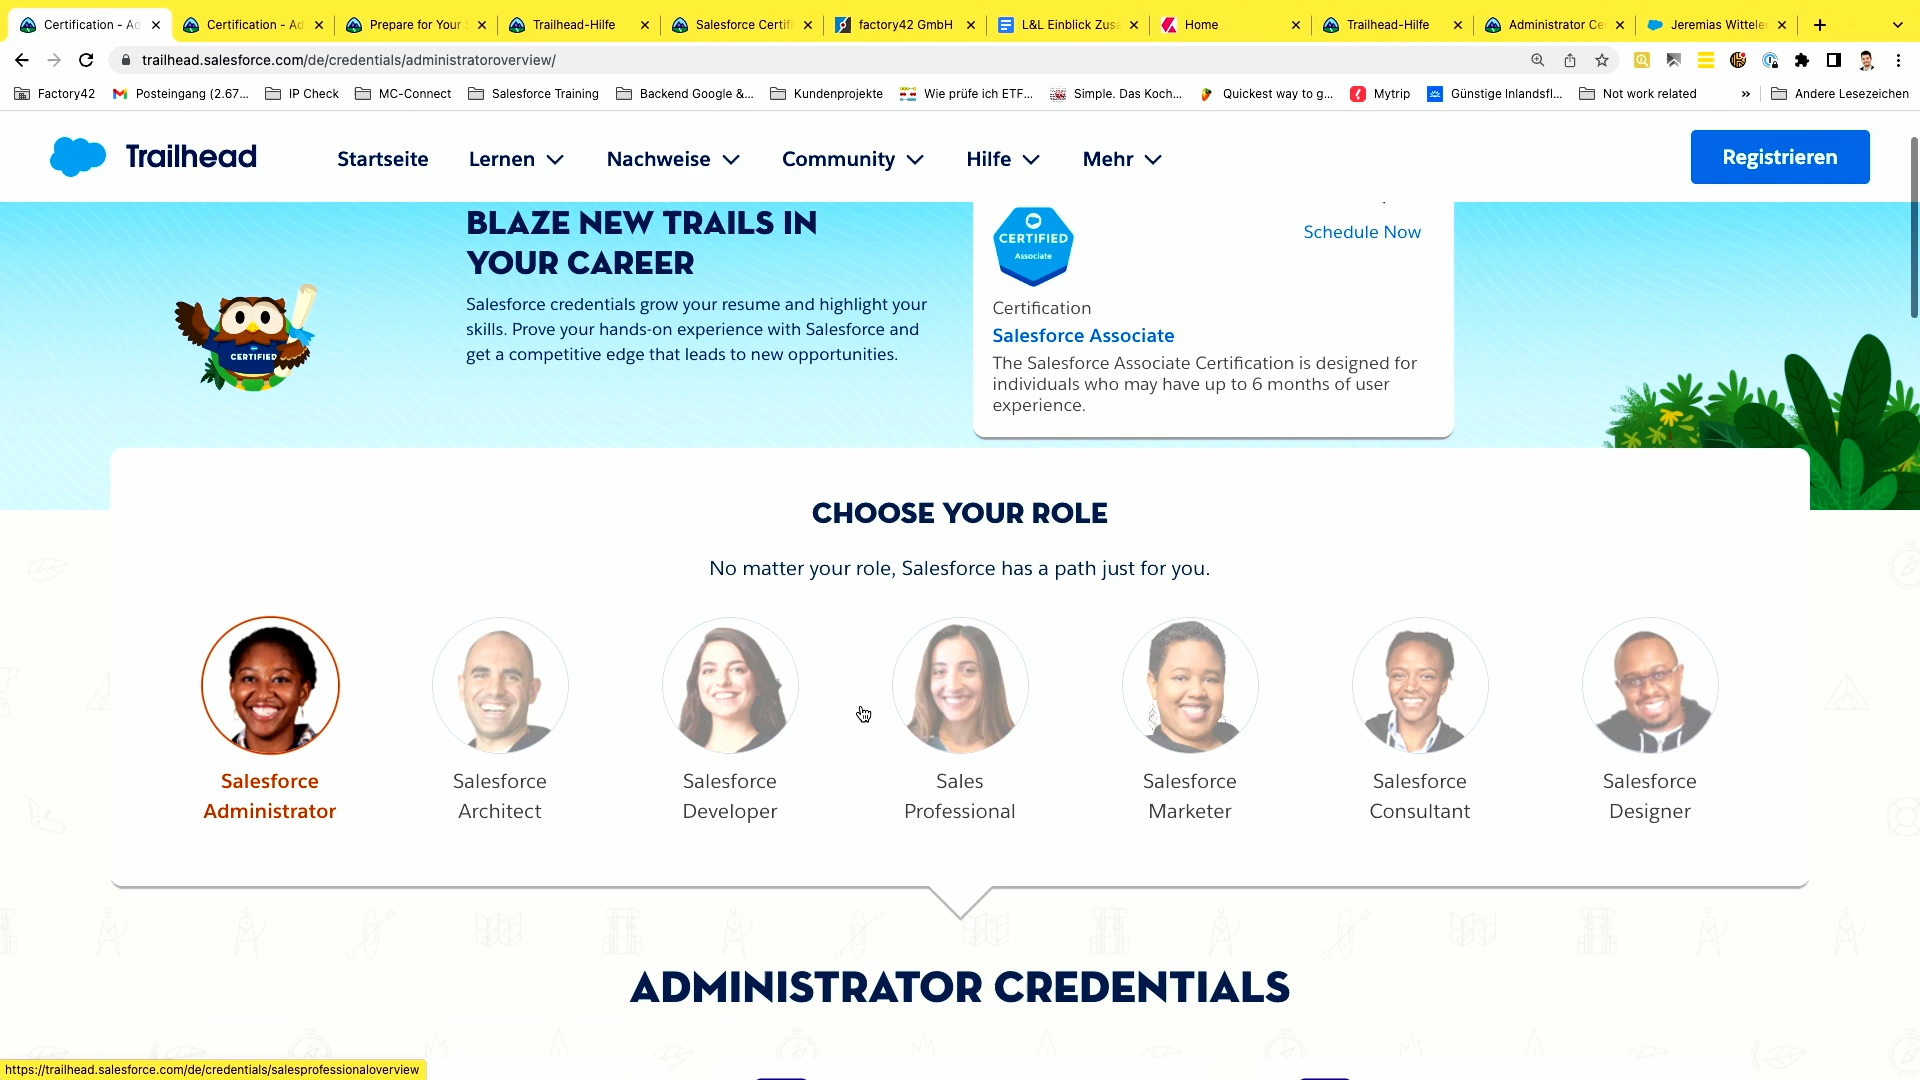 Certification - Ad
Certification - Ad
Prepare for Your S
Trailhead-Hilfe
Salesforce Certifi
factory42 GmbH
L&L Einblick Zusa
Home
Trailhead-Hilfe
Administrator Ce
Jeremias Witteler
trailhead.salesforce.com/de/credentials/administratoroverview/
Factory42
Posteingang (2.67...
IP Check
MC-Connect
Salesforce Training
Backend Google &...
Kundenprojekte
Wie prüfe ich ETF...
Simple. Das Koch...
Quickest way to g...
Mytrip
Günstige Inlandsfl...
Not work related
»
Andere Lesezeichen
Trailhead
Startseite
Lernen
Nachweise
Community
Hilfe
Mehr
Registrieren
BLAZE NEW TRAILS IN
YOUR CAREER
Salesforce credentials grow your resume and highlight your
skills. Prove your hands-on experience with Salesforce and
get a competitive edge that leads to new opportunities.
CERTIFIED
CERTIFIED
Associate
Schedule Now
Certification
Salesforce Associate
The Salesforce Associate Certification is designed for
individuals who may have up to 6 months of user
experience.
CHOOSE YOUR ROLE
No matter your role, Salesforce has a path just for you.
Salesforce
Administrator
Salesforce
Architect
Salesforce
Developer
Sales
Professional
Salesforce
Marketer
Salesforce
Consultant
Salesforce
Designer
ADMINISTRATOR CREDENTIALS
https://trailhead.salesforce.com/de/credentials/salesprofessionaloverview